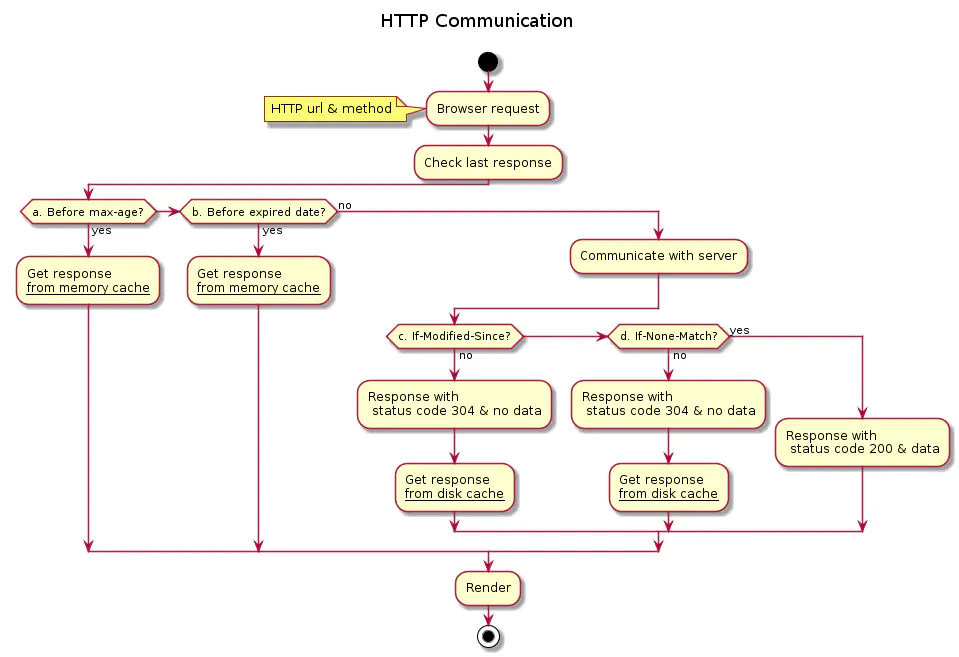 HTTP Communication
HTTP url & method
Browser request
Check last response
a. Before max-age?
b. Before expired date?
no
yes
yes
Get response
from memory cache
Get response
from memory cache
Communicate with server
c. If-Modified-Since?
d. If-None-Match?
yes
no
no
Response with
status code 304 & no data
Response with
status code 304 & no data
Response with
status code 200 & data
Get response
from disk cache
Get response
from disk cache
Render